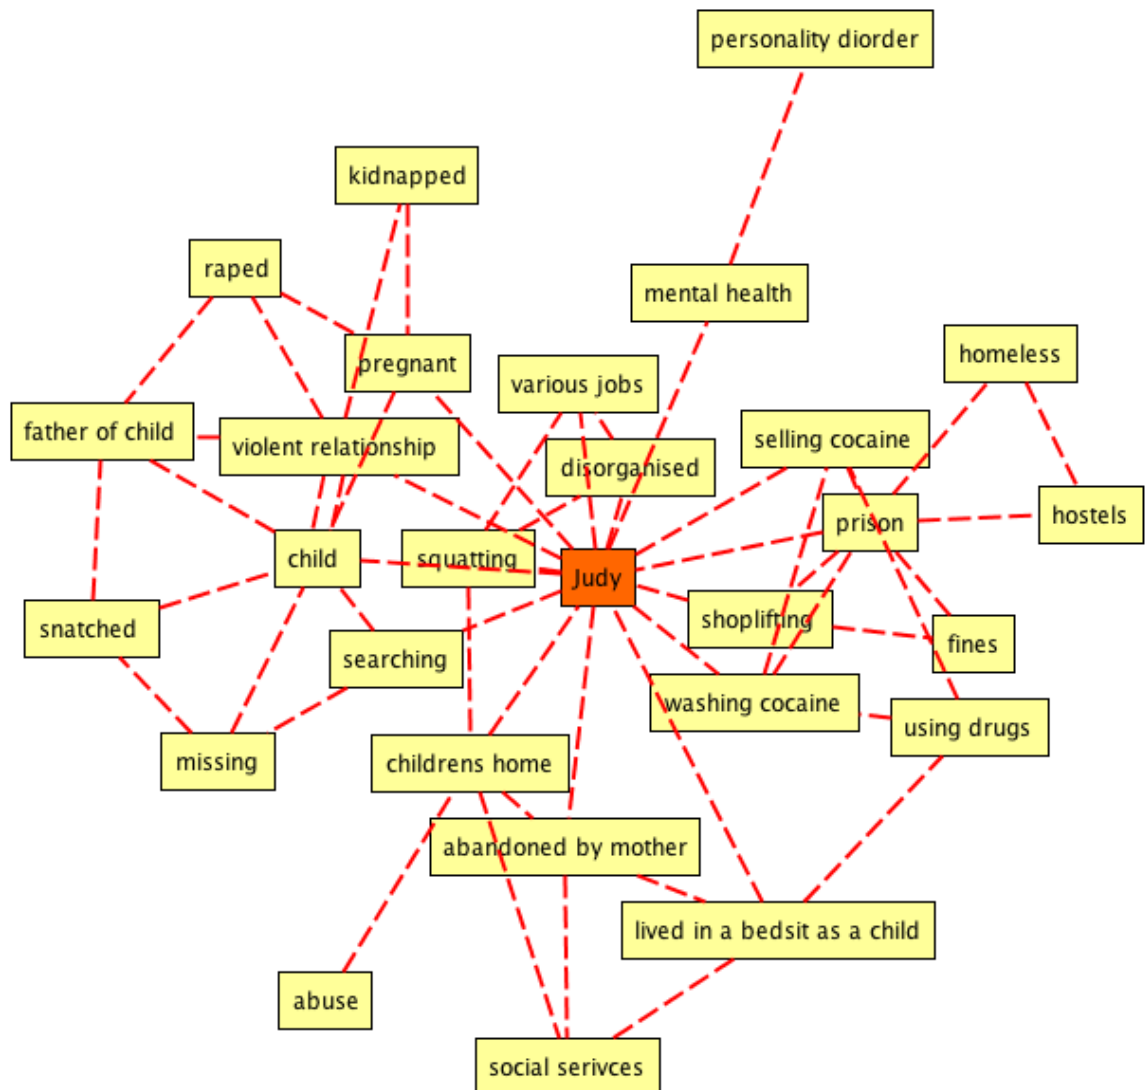 personality diorder
kidnapped
raped
mental health
pregnant
homeless
various jobs
father of child
violent relationship
selling cocaine
disorganised
prison
hostels
child
squatting
Judy
snatched
shoplifting
fines
searching
washing cocaine
using drugs
missing
childrens home
abandoned by mother
lived in a bedsit as a child
abuse
social serivces